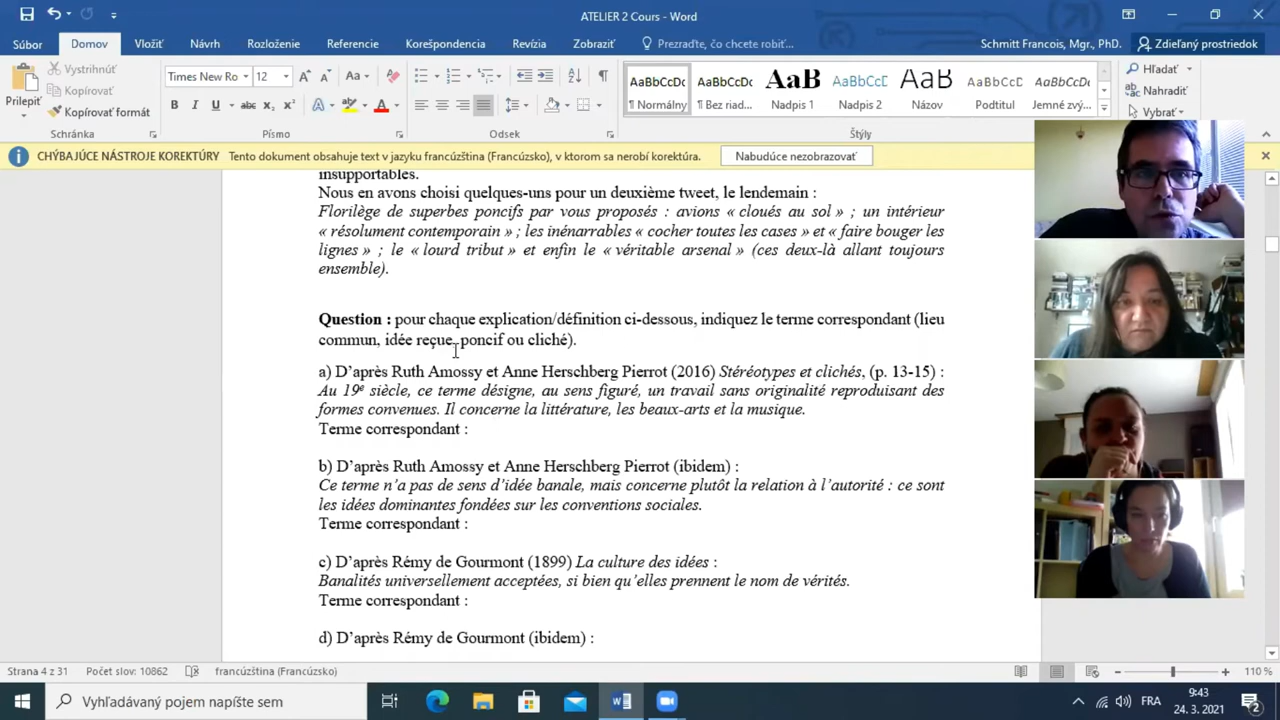 ATELIER 2 Cours - Word
Súbor Domov Vložiť Návrh Rozloženie Referencie Korešpondencia Revízia Zobraziť Prezraďte, čo chcete robiť... Schmitt Francois, Mgr., PhD. Zdieľaný prostriedok
Prilepiť
Vystrihnúť
Kopírovať
Kopírovať formát
Schránka
Times New Ro 12
Písmo
Odsek
AaBbCcDc AaBbCcDc AaB AaBbCcD AaB AaBbCcD AaBbCcDc
¶ Normálny ¶ Bez riad... Nadpis 1 Nadpis 2 Názov Podtitul Jemné zvý...
Štýly
Hľadať
Nahradiť
Vybrať
CHÝBAJÚCE NÁSTROJE KOREKTÚRY Tento dokument obsahuje text v jazyku francúzština (Francúzsko), v ktorom sa nerobí korektúra. Nabudúce nezobrazovať
insupportables.
Nous en avons choisi quelques-uns pour un deuxième tweet, le lendemain :
Florilège de superbes poncifs par vous proposés : avions « cloués au sol » ; un intérieur
« résolument contemporain » ; les inénarrables « cocher toutes les cases » et « faire bouger les
lignes » ; le « lourd tribut » et enfin le « véritable arsenal » (ces deux-là allant toujours
ensemble).
Question : pour chaque explication/définition ci-dessous, indiquez le terme correspondant (lieu
commun, idée reçue, poncif ou cliché).
a) D'après Ruth Amossy et Anne Herschberg Pierrot (2016) Stéréotypes et clichés, (p. 13-15) :
Au 19e siècle, ce terme désigne, au sens figuré, un travail sans originalité reproduisant des
formes convenues. Il concerne la littérature, les beaux-arts et la musique.
Terme correspondant :
b) D'après Ruth Amossy et Anne Herschberg Pierrot (ibidem) :
Ce terme n'a pas de sens d'idée banale, mais concerne plutôt la relation à l'autorité : ce sont
les idées dominantes fondées sur les conventions sociales.
Terme correspondant :
c) D'après Rémy de Gourmont (1899) La culture des idées :
Banalités universellement acceptées, si bien qu'elles prennent le nom de vérités.
Terme correspondant :
d) D'après Rémy de Gourmont (ibidem) :
Strana 4 z 31 Počet slov: 10862 francúzština (Francúzsko) 110 %
Vyhľadávaný pojem napíšte sem
FRA
9:43
24. 3. 2021
2